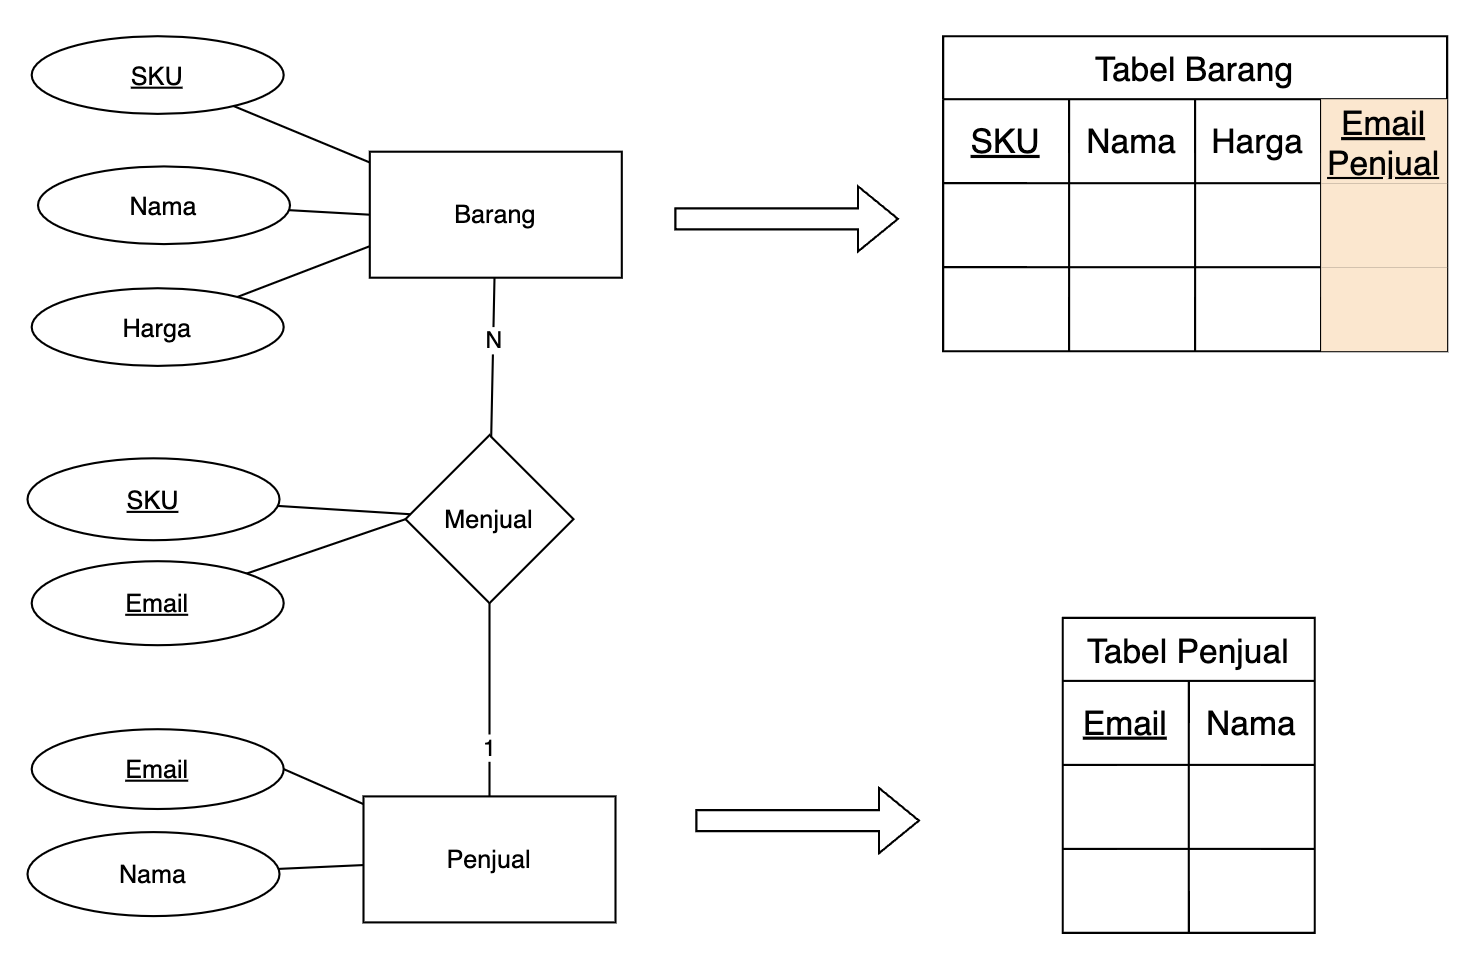 SKU
Nama
Harga
Barang
N
SKU
Email
Menjual
1
Email
Nama
Penjual
Tabel Barang
SKU Nama Harga Email Penjual
Tabel Penjual
Email Nama